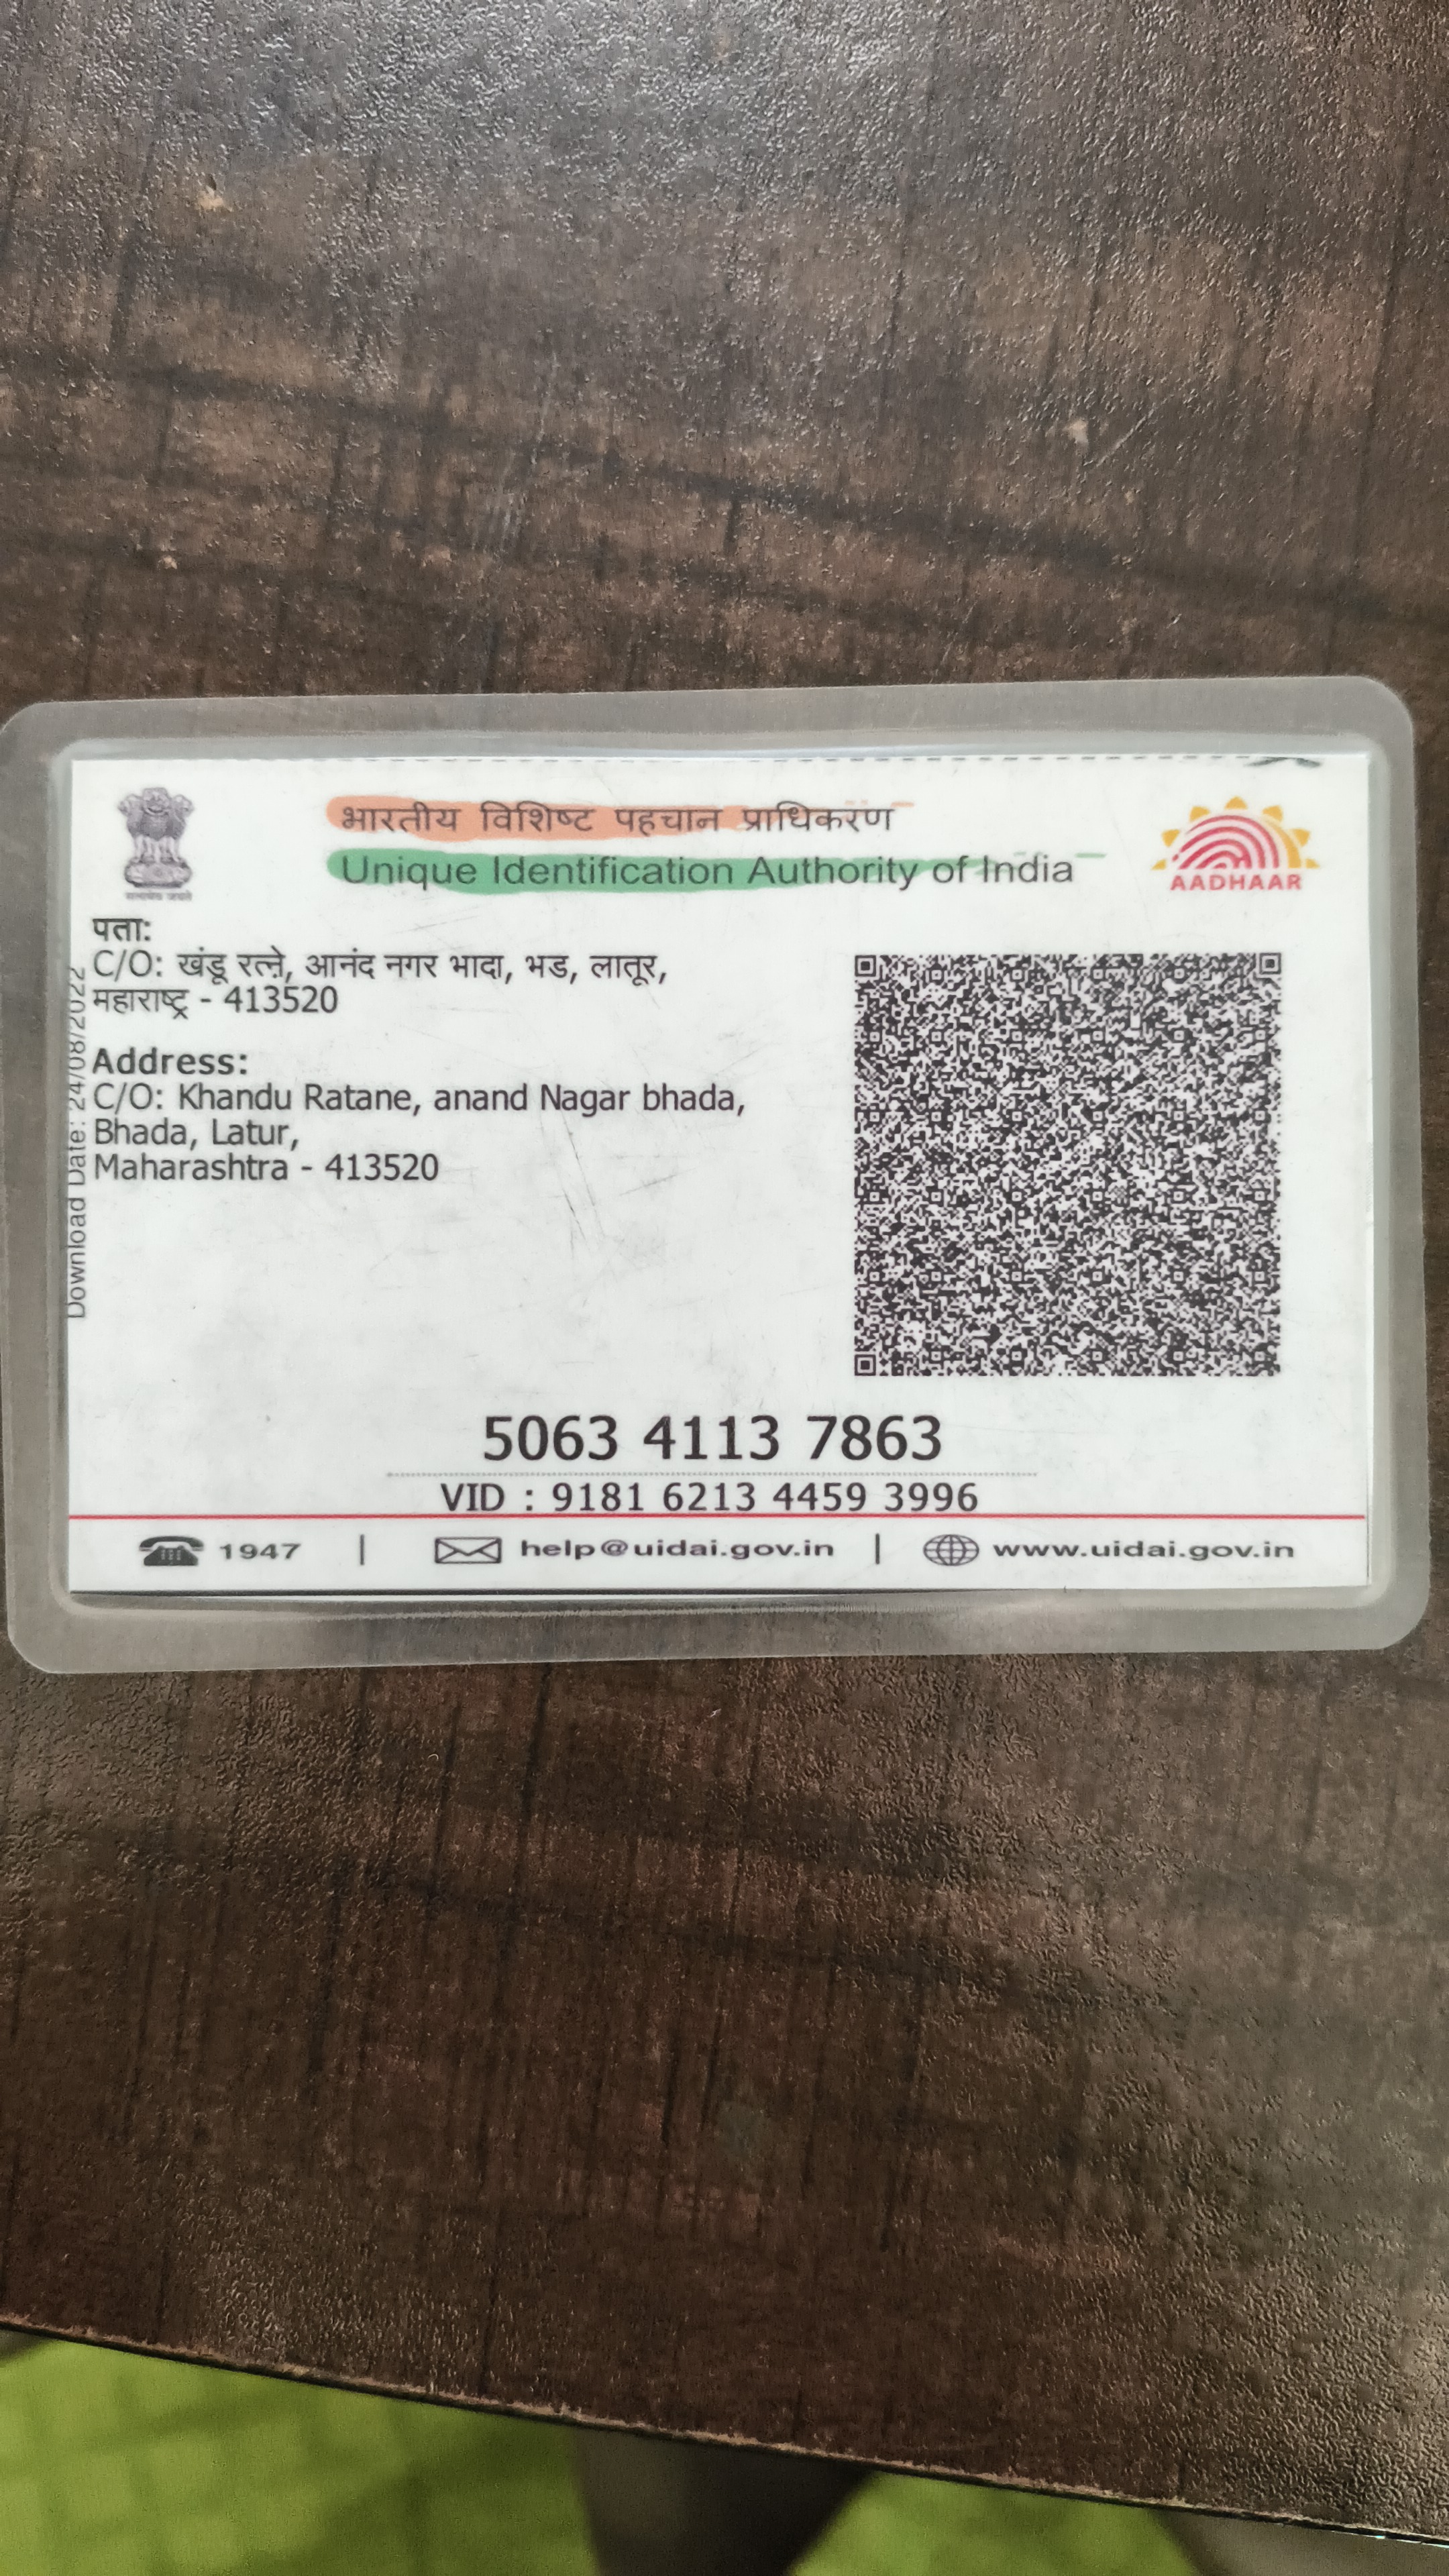 भारतीय विशिष्ट पहचान प्राधिकरण
Unique Identification Authority of India
AADHAAR
पता:
C/O: खंडू रत्ने, आनंद नगर भादा, भड, लातूर,
महाराष्ट्र - 413520
Address:
C/O: Khandu Ratane, anand Nagar bhada,
Bhada, Latur,
Maharashtra - 413520
Download Date: 24/08/2022
5063 4113 7863
VID : 9181 6213 4459 3996
1947 | help@uidai.gov.in | www.uidai.gov.in